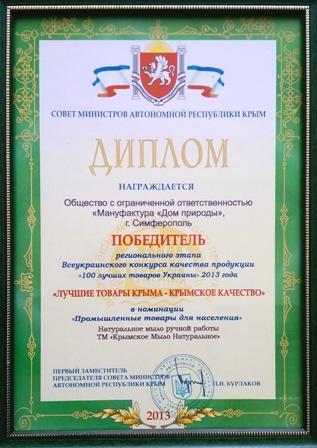 СОВЕТ МИНИСТРОВ АВТОНОМНОЙ РЕСПУБЛИКИ КРЫМ
ДИПЛОМ
НАГРАЖДАЕТСЯ
Общество с ограниченной ответственностью
«Мануфактура «Дом природы»,
г. Симферополь
ПОБЕДИТЕЛЬ
регионального этапа
Всеукраинского конкурса качества продукции
«100 лучших товаров Украины» 2013 года
«ЛУЧШИЕ ТОВАРЫ КРЫМА - КРЫМСКОЕ КАЧЕСТВО»
в номинации
«Промышленные товары для населения»
Натуральное мыло ручной работы
ТМ «Крымское Мыло Натуральное»
ПЕРВЫЙ ЗАМЕСТИТЕЛЬ
ПРЕДСЕДАТЕЛЯ СОВЕТА МИНИСТРОВ
АВТОНОМНОЙ РЕСПУБЛИКИ КРЫМ
П.Н. БУРЛАКОВ
2013